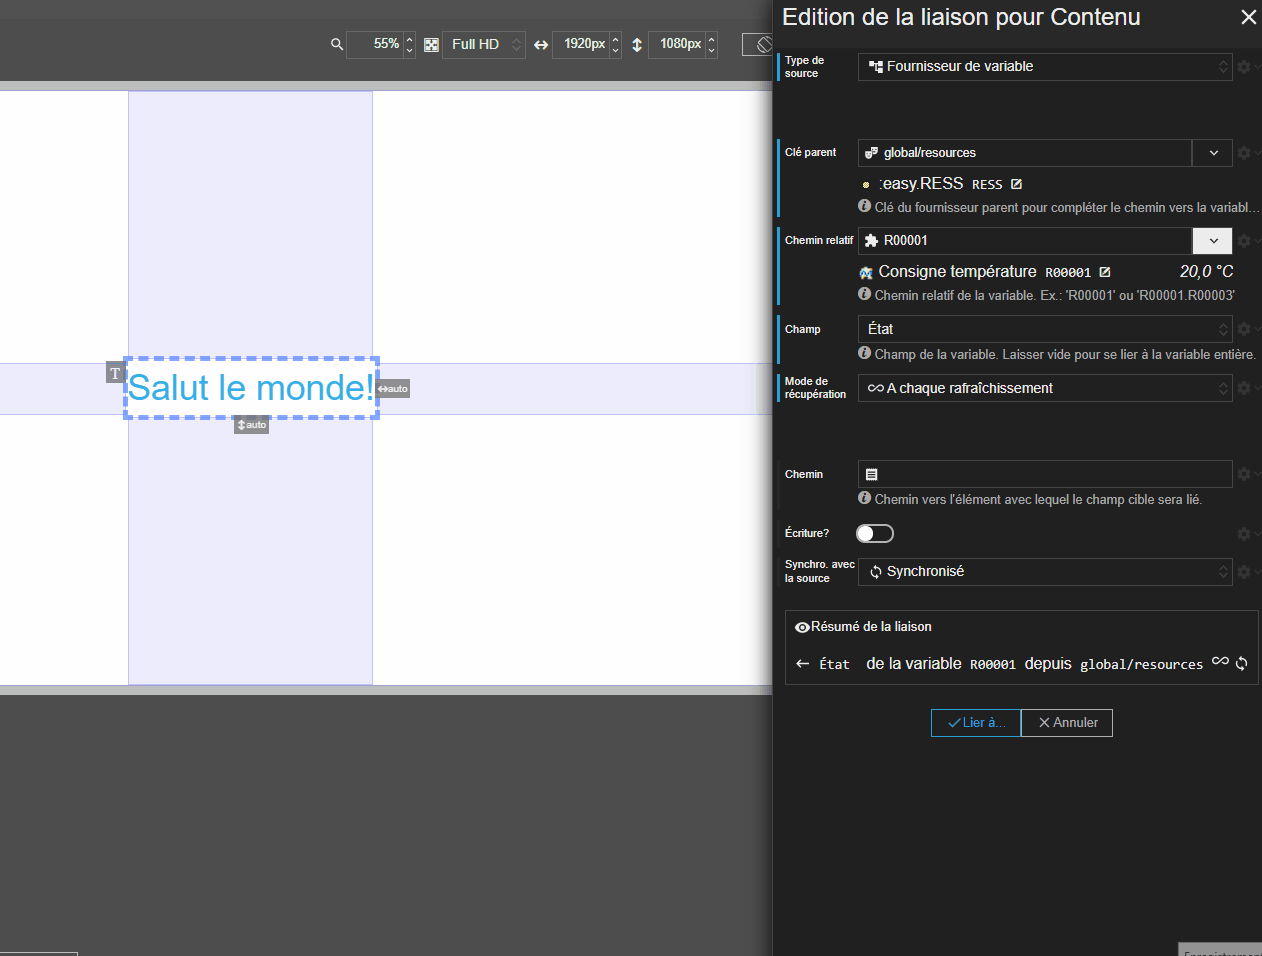 Edition de la liaison pour Contenu
55%
Full HD
1920px
1080px
Type de source
Fournisseur de variable
Clé parent
global/resources
:easy.RESS RESS
Clé du fournisseur parent pour compléter le chemin vers la variabl...
Chemin relatif
R00001
Consigne température R00001 20,0 °C
Chemin relatif de la variable. Ex.: 'R00001' ou 'R00001.R00003'
Champ
État
Champ de la variable. Laisser vide pour se lier à la variable entière.
Mode de récupération
A chaque rafraîchissement
T
Salut le monde!
auto
auto
Chemin
Chemin vers l'élément avec lequel le champ cible sera lié.
Écriture?
Synchro. avec la source
Synchronisé
Résumé de la liaison
État de la variable R00001 depuis global/resources
Lier à...
Annuler